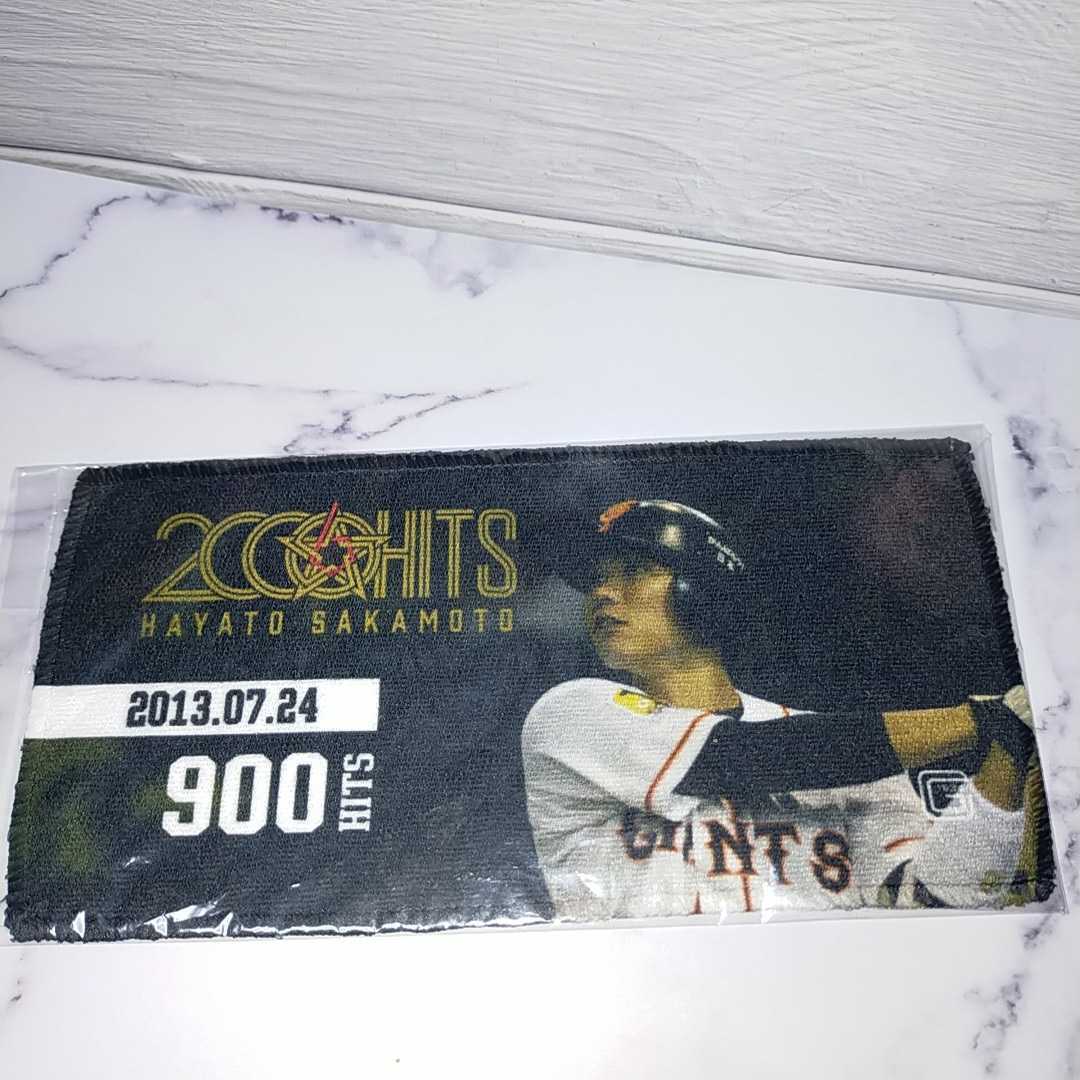 2000HITS
HAYATO SAKAMOTO
2013.07.24
900
HITS
GIANTS